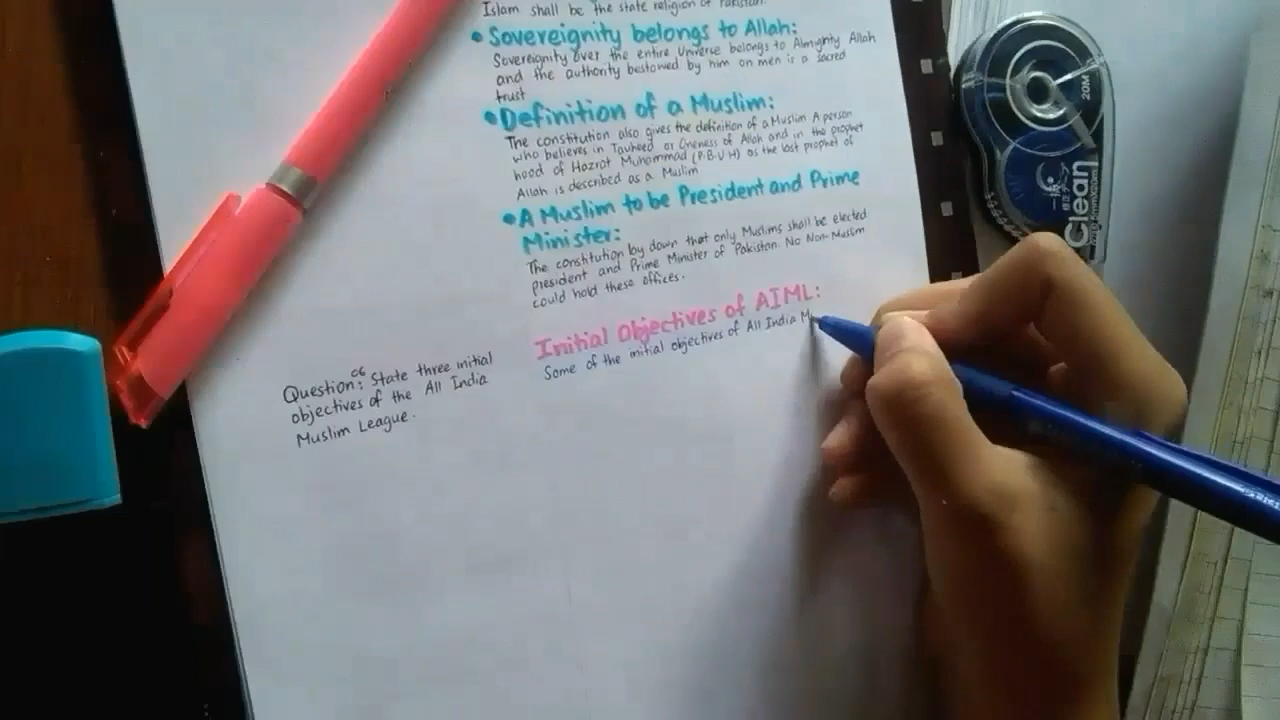 Islam shall be the state religion of Pakistan.
• Sovereignity belongs to Allah:
Sovereignity over the entire Universe belongs to Almighty Allah
and the authority bestowed by him on men is a sacred
trust
• Definition of a Muslim:
The constitution also gives the definition of a Muslim A person
who believes in Tauheed or Oneness of Allah and in the prophet
hood of Hazrat Muhammad (P.B.U.H) as the last prophet of
Allah is described as a Muslim
• A Muslim to be President and Prime
Minister:
The constitution lay down that only Muslims shall be elected
president and Prime Minister of Pakistan. No Non-Muslim
could hold these offices.
Initial Objectives of AIML:
Some of the initial objectives of All India M
Question: 06 State three initial
objectives of the All India
Muslim League.
Clean
20M